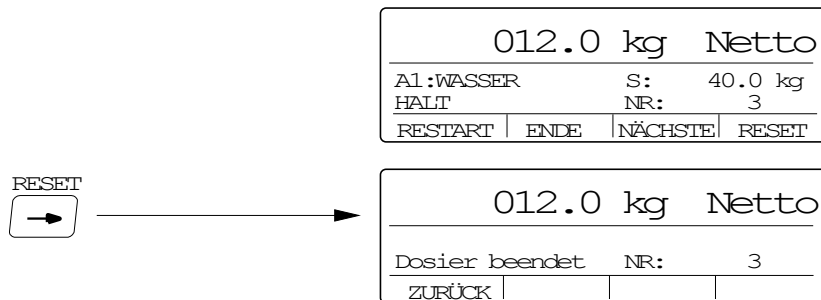 012.0 kg Netto
A1:WASSER S: 40.0 kg
HALT NR: 3
RESTART ENDE NÄCHSTE RESET
RESET
012.0 kg Netto
Dosier beendet NR: 3
ZURÜCK